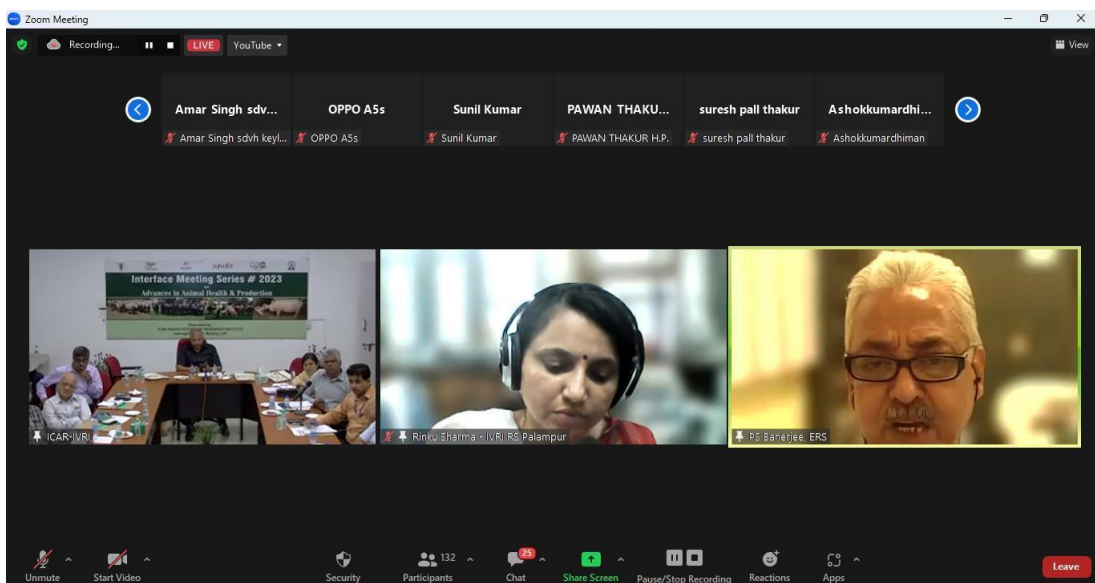 Zoom Meeting
Recording... LIVE YouTube
View
Amar Singh sdv... OPPO A5s Sunil Kumar PAWAN THAKU... suresh pall thakur Ashokkumardhi...
Amar Singh sdvh keyl... OPPO A5s Sunil Kumar PAWAN THAKUR H.P. suresh pall thakur Ashokkumardhiman
Interface Meeting Series # 2023
Advances in Animal Health & Production
ICAR-IVRI Rinku Sharma - IVRI RS Palampur PS Banerjee, ERS
132 25
Unmute Start Video Security Participants Chat Share Screen Pause/Stop Recording Reactions Apps Leave